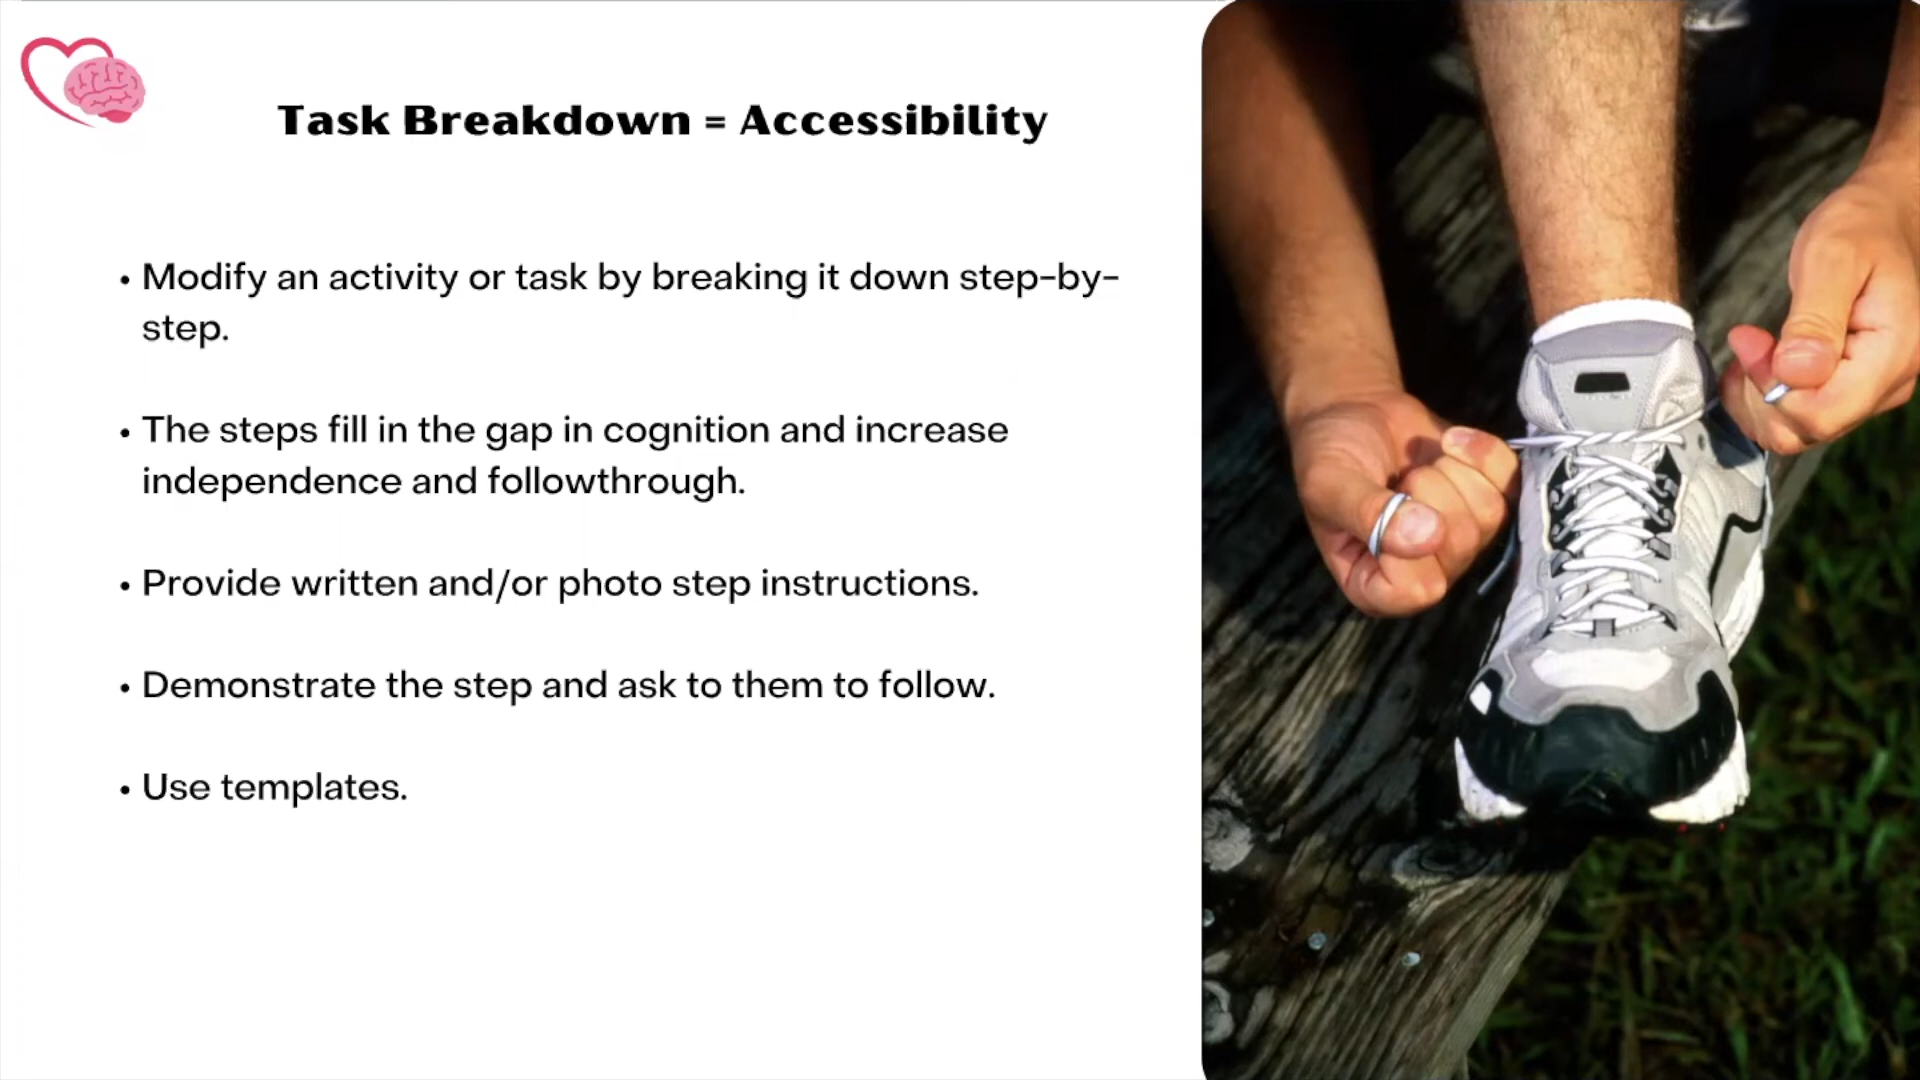 Task Breakdown = Accessibility
• Modify an activity or task by breaking it down step-by-
step.
• The steps fill in the gap in cognition and increase
independence and followthrough.
• Provide written and/or photo step instructions.
• Demonstrate the step and ask to them to follow.
• Use templates.